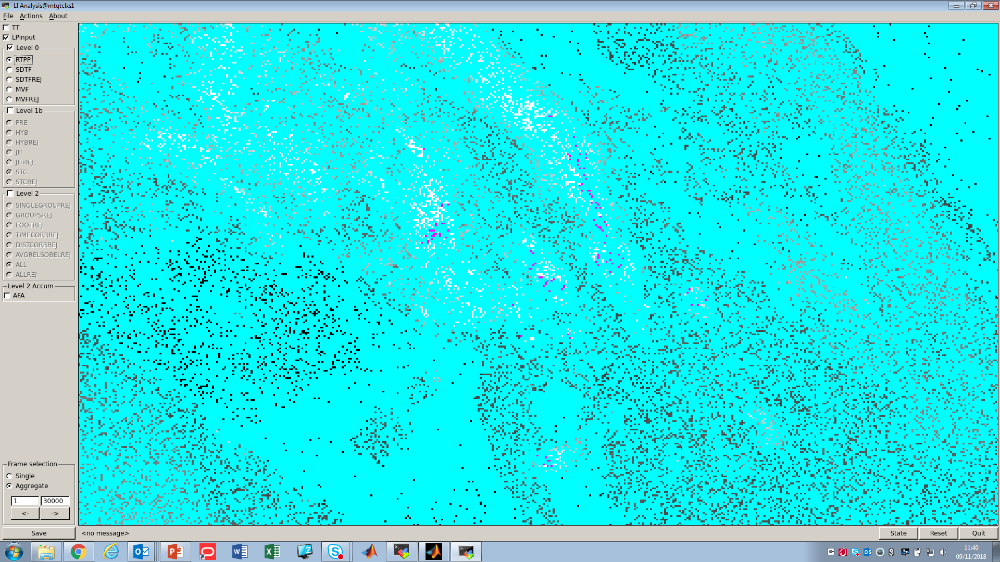 LI Analysis@mtgtclxs1
File Actions About
TT
LPinput
Level 0
RTPP
SDTF
SDTFREJ
MVF
MVFREJ
Level 1b
PRE
HYB
HYBREJ
JIT
JITREJ
STC
STCREJ
Level 2
SINGLEGROUPREJ
GROUPSREJ
FOOTREJ
TIMECORRREJ
DISTCORRREJ
AVGRELSOBELREJ
ALL
ALLREJ
Level 2 Accum
AFA
Frame selection
Single
Aggregate
1 30000
<- ->
Save <no message> State Reset Quit
11:40
09/11/2018